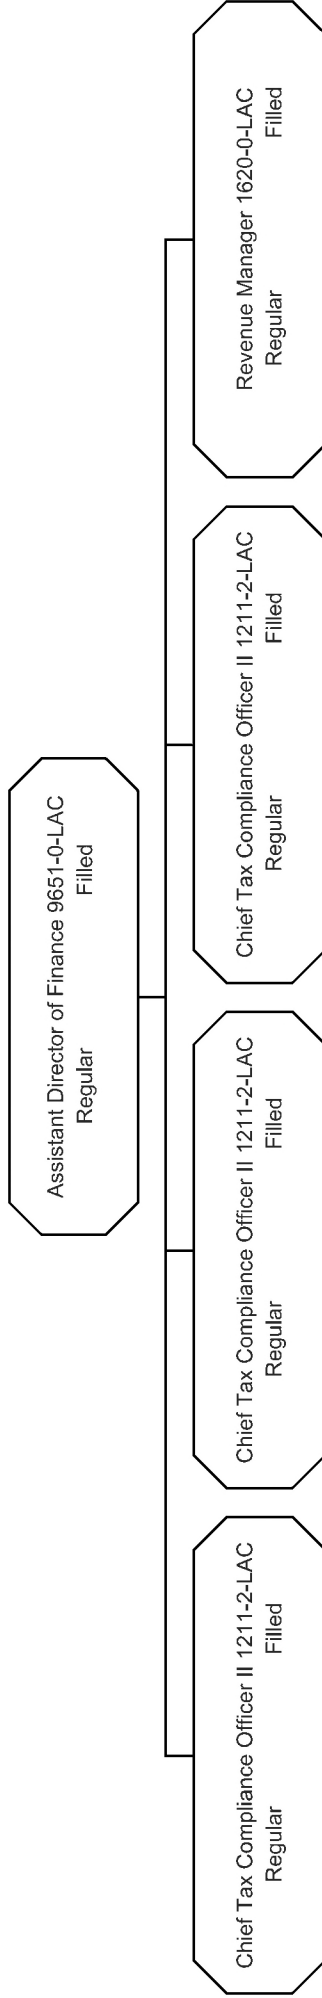 Assistant Director of Finance 9651-0-LAC
Regular Filled
Chief Tax Compliance Officer II 1211-2-LAC
Regular Filled
Chief Tax Compliance Officer II 1211-2-LAC
Regular Filled
Chief Tax Compliance Officer II 1211-2-LAC
Regular Filled
Revenue Manager 1620-0-LAC
Regular Filled